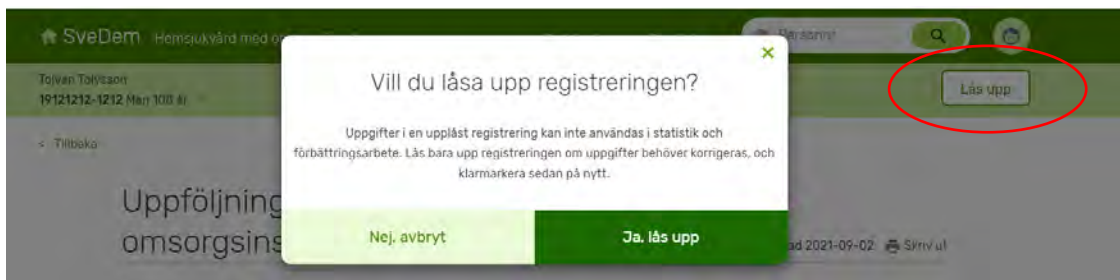 SveDem Hemsjukvård med
Personnr
Tolvan Tolvsson
19121212-1212 Man 108 år
Lås upp
< Tillbaka
Vill du låsa upp registreringen?
Uppgifter i en upplåst registrering kan inte användas i statistik och
förbättringsarbete. Lås bara upp registreringen om uppgifter behöver korrigeras, och
klarmarkera sedan på nytt.
Nej, avbryt
Ja, lås upp
Uppföljning
omsorgsins
ad 2021-09-02 Skriv ut